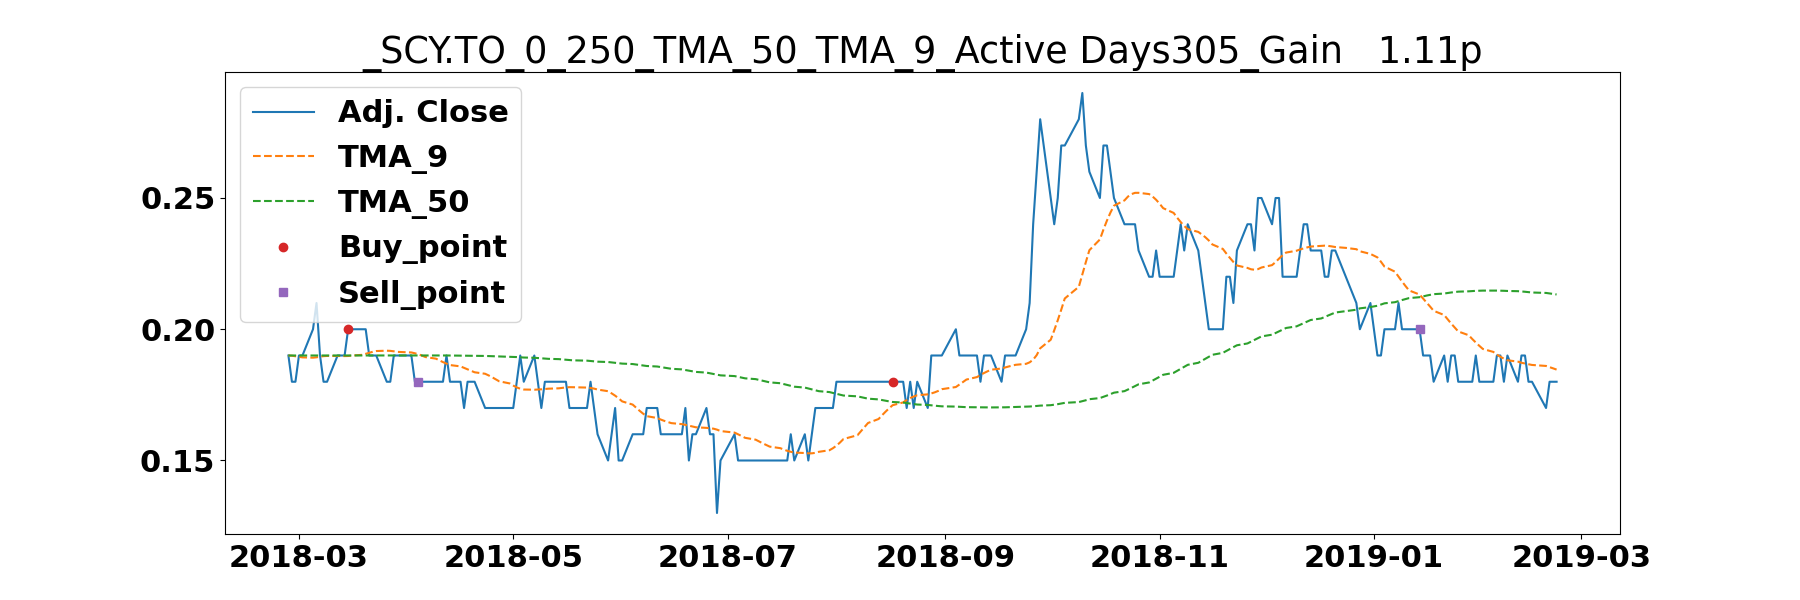 _SCY.TO_0_250_TMA_50_TMA_9_Active Days305_Gain   1.11p
Adj. Close
TMA_9
TMA_50
Buy_point
Sell_point
0.25
0.20
0.15
2018-03 2018-05 2018-07 2018-09 2018-11 2019-01 2019-03